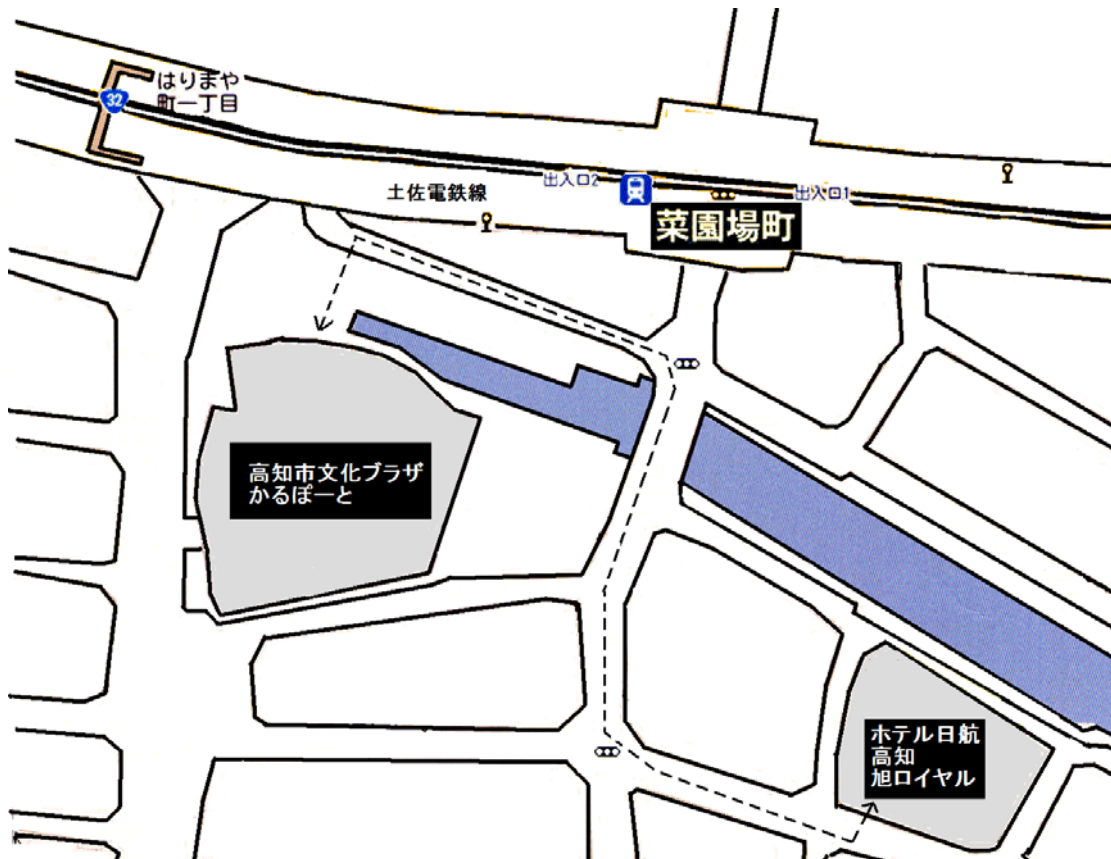 はりまや
町一丁目
32
出入口2
出入口1
土佐電鉄線
菜園場町
高知市文化プラザ
かるぽーと
ホテル日航
高知
旭ロイヤル